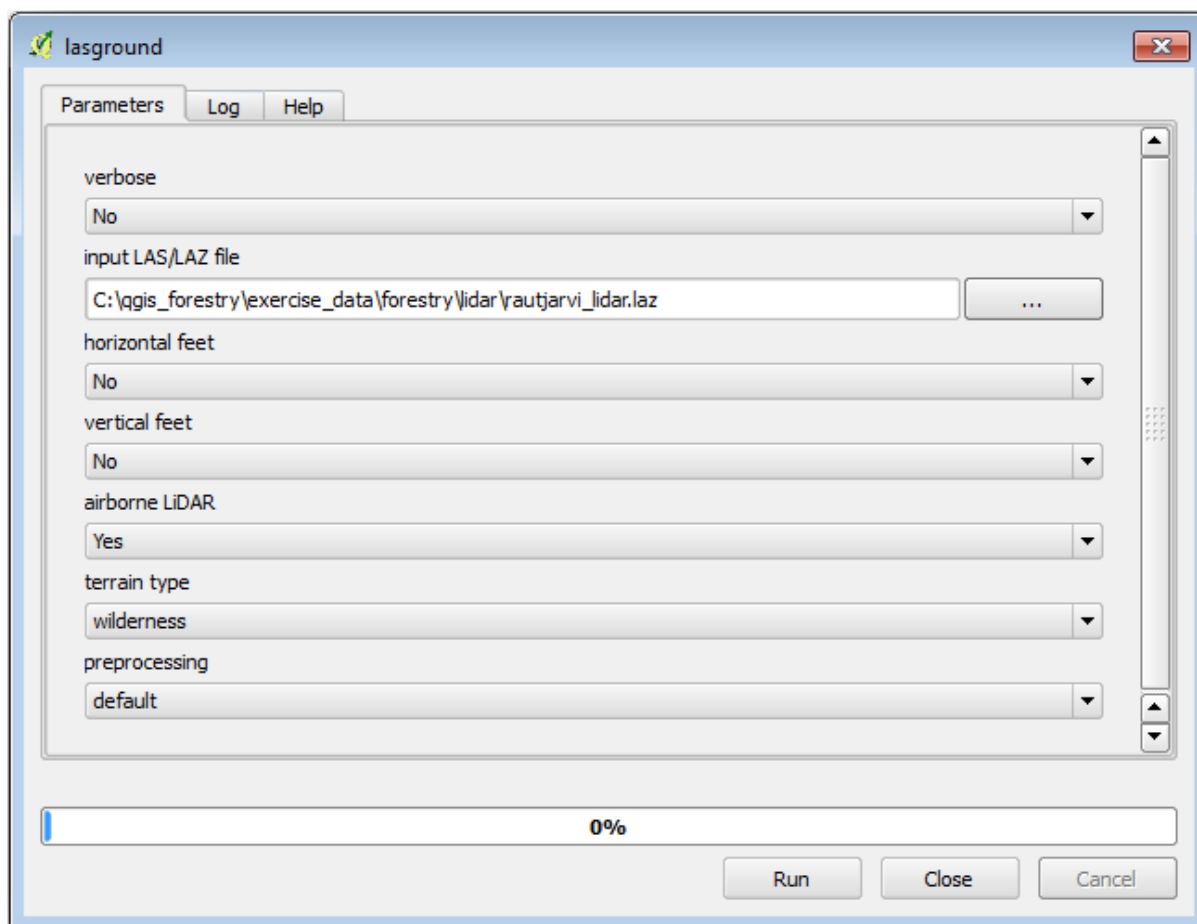 lasground
Parameters Log Help
verbose
No
input LAS/LAZ file
C:\qgis_forestry\exercise_data\forestry\lidar\rautjarvi_lidar.laz ...
horizontal feet
No
vertical feet
No
airborne LiDAR
Yes
terrain type
wilderness
preprocessing
default
0%
Run Close Cancel